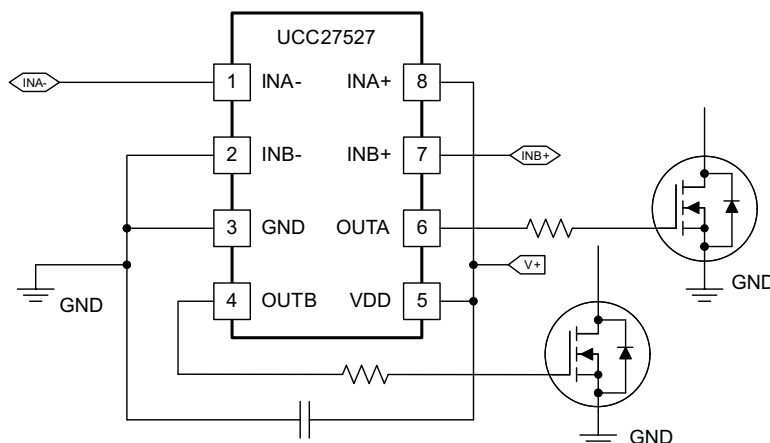 UCC27527
INA-
1 INA- INA+ 8
2 INB- INB+ 7
INB+
3 GND OUTA 6
V+
GND
GND
4 OUTB VDD 5
GND